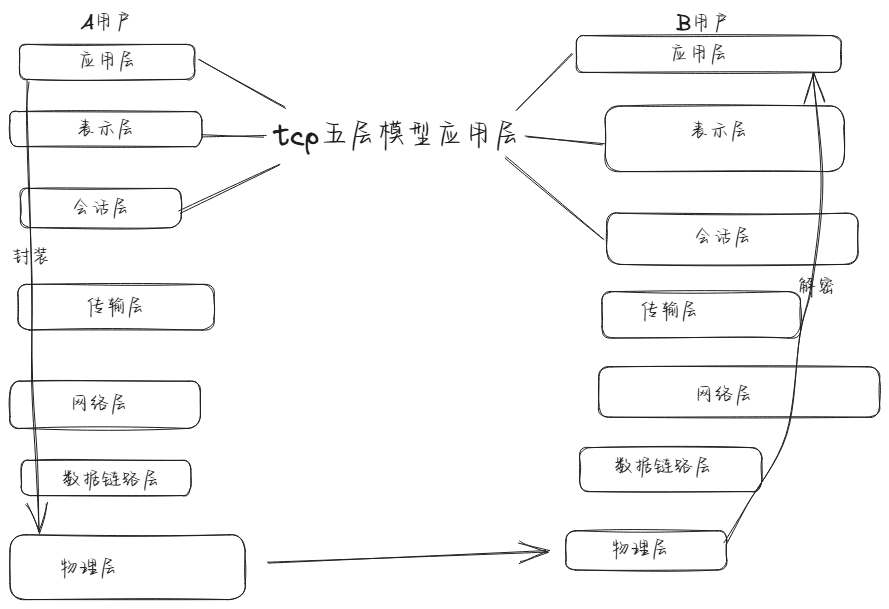 A用户
应用层
表示层
会话层
封装
传输层
网络层
数据链路层
物理层
tcp五层模型应用层
B用户
应用层
表示层
会话层
解密
传输层
网络层
数据链路层
物理层